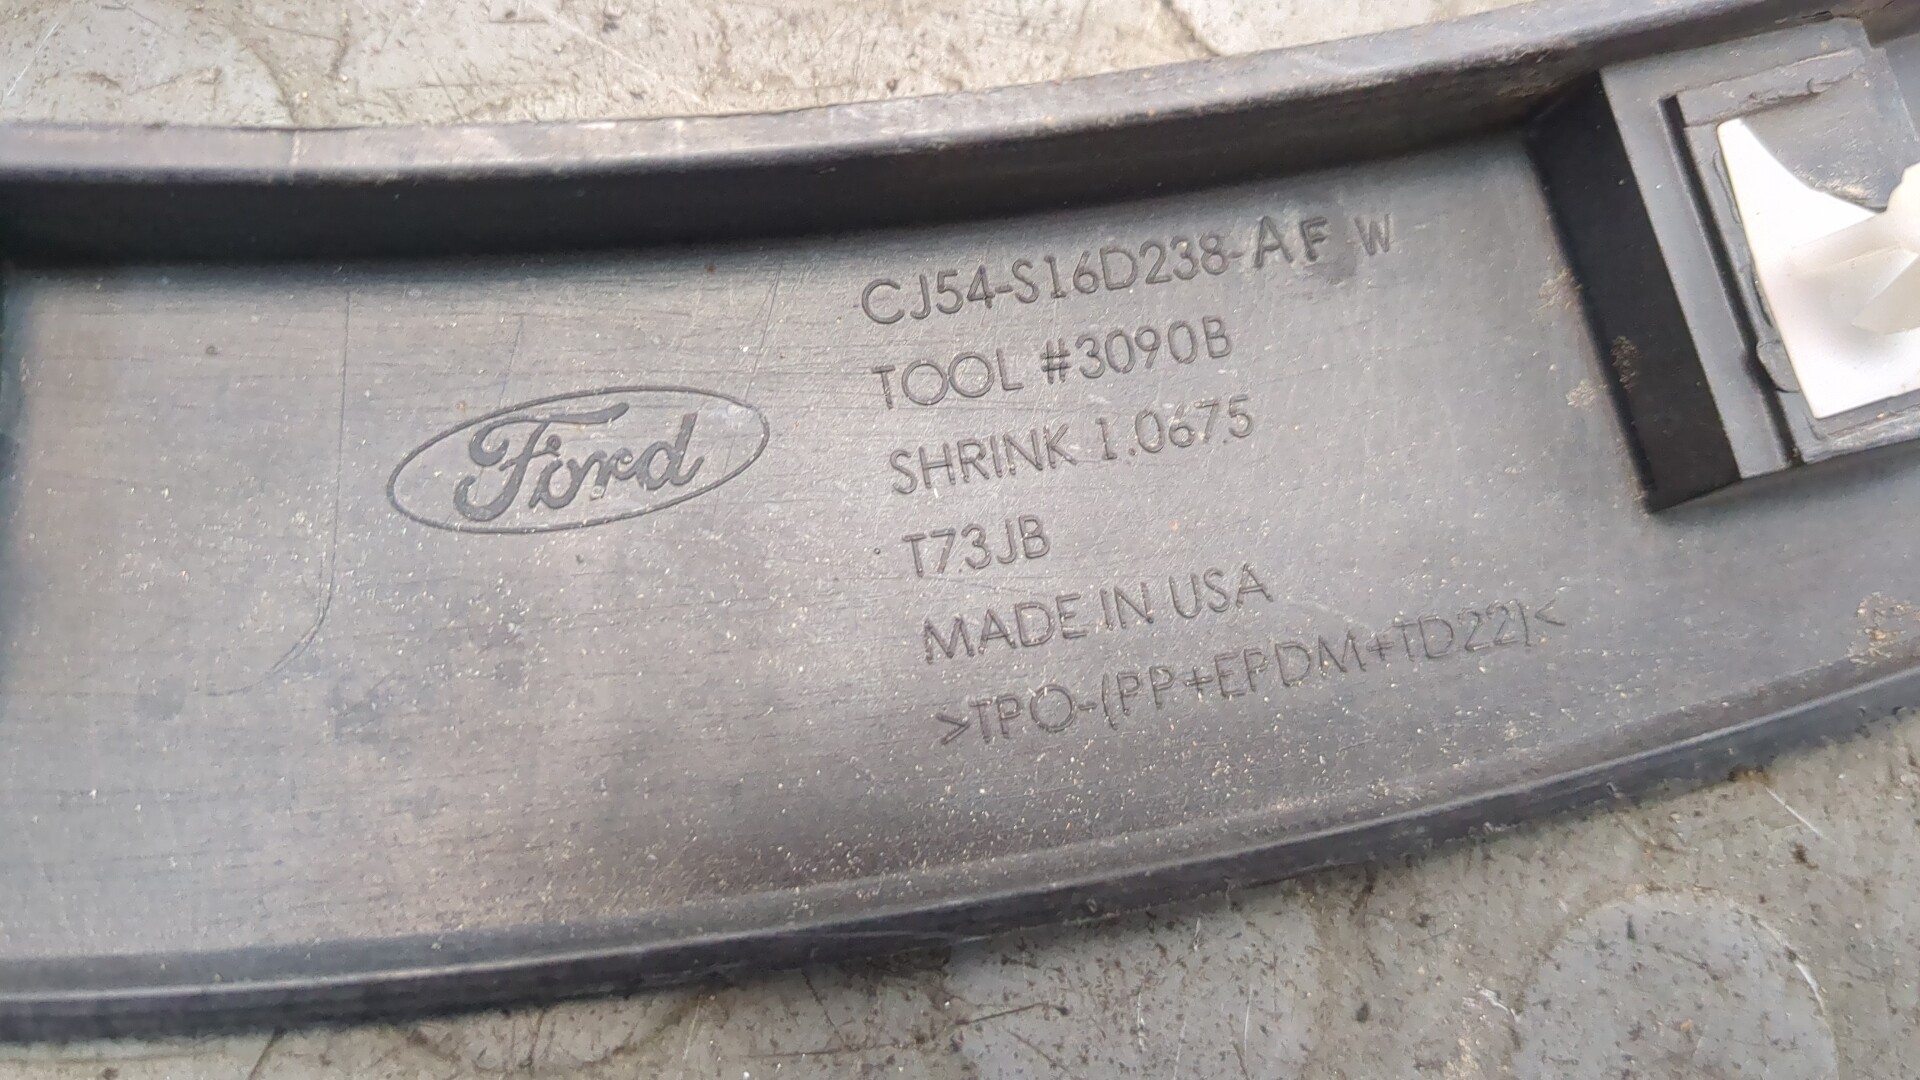 Ford
CJ54-S16D238-AF W
TOOL #3090B
SHRINK 1.0675
T73JB
MADE IN USA
>TPO-(PP+EPDM+TD22)<